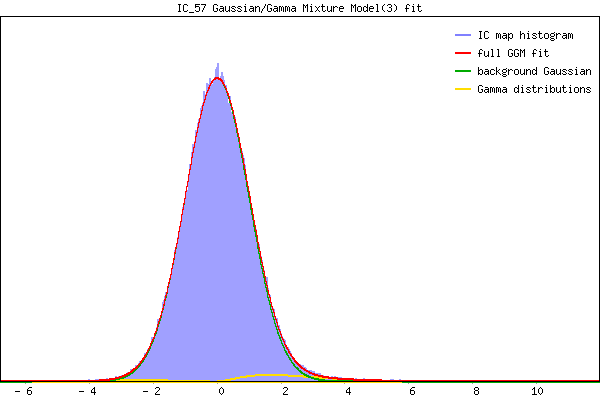 IC_57 Gaussian/Gamma Mixture Model(3) fit
IC map histogram
full GGM fit
background Gaussian
Gamma distributions
-6 -4 -2 0 2 4 6 8 10